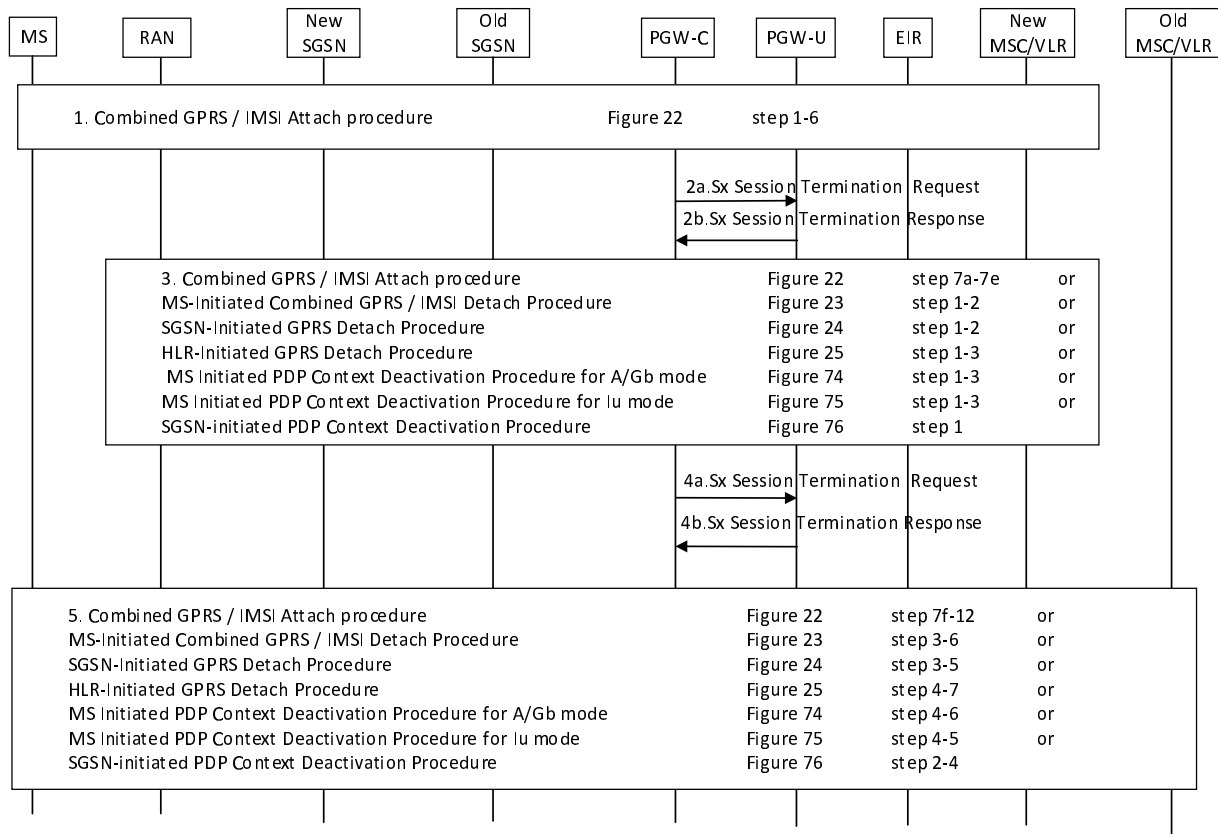 MS
RAN
New
SGSN
Old
SGSN
PGW-C
PGW-U
EIR
New
MSC/VLR
Old
MSC/VLR
1. Combined GPRS / IMSI Attach procedure Figure 22 step 1-6
2a.Sx Session Termination Request
2b.Sx Session Termination Response
3. Combined GPRS / IMSI Attach procedure Figure 22 step 7a-7e or
MS-Initiated Combined GPRS / IMSI Detach Procedure Figure 23 step 1-2 or
SGSN-Initiated GPRS Detach Procedure Figure 24 step 1-2 or
HLR-Initiated GPRS Detach Procedure Figure 25 step 1-3 or
MS Initiated PDP Context Deactivation Procedure for A/Gb mode Figure 74 step 1-3 or
MS Initiated PDP Context Deactivation Procedure for Iu mode Figure 75 step 1-3 or
SGSN-initiated PDP Context Deactivation Procedure Figure 76 step 1
4a.Sx Session Termination Request
4b.Sx Session Termination Response
5. Combined GPRS / IMSI Attach procedure Figure 22 step 7f-12 or
MS-Initiated Combined GPRS / IMSI Detach Procedure Figure 23 step 3-6 or
SGSN-Initiated GPRS Detach Procedure Figure 24 step 3-5 or
HLR-Initiated GPRS Detach Procedure Figure 25 step 4-7 or
MS Initiated PDP Context Deactivation Procedure for A/Gb mode Figure 74 step 4-6 or
MS Initiated PDP Context Deactivation Procedure for Iu mode Figure 75 step 4-5 or
SGSN-initiated PDP Context Deactivation Procedure Figure 76 step 2-4